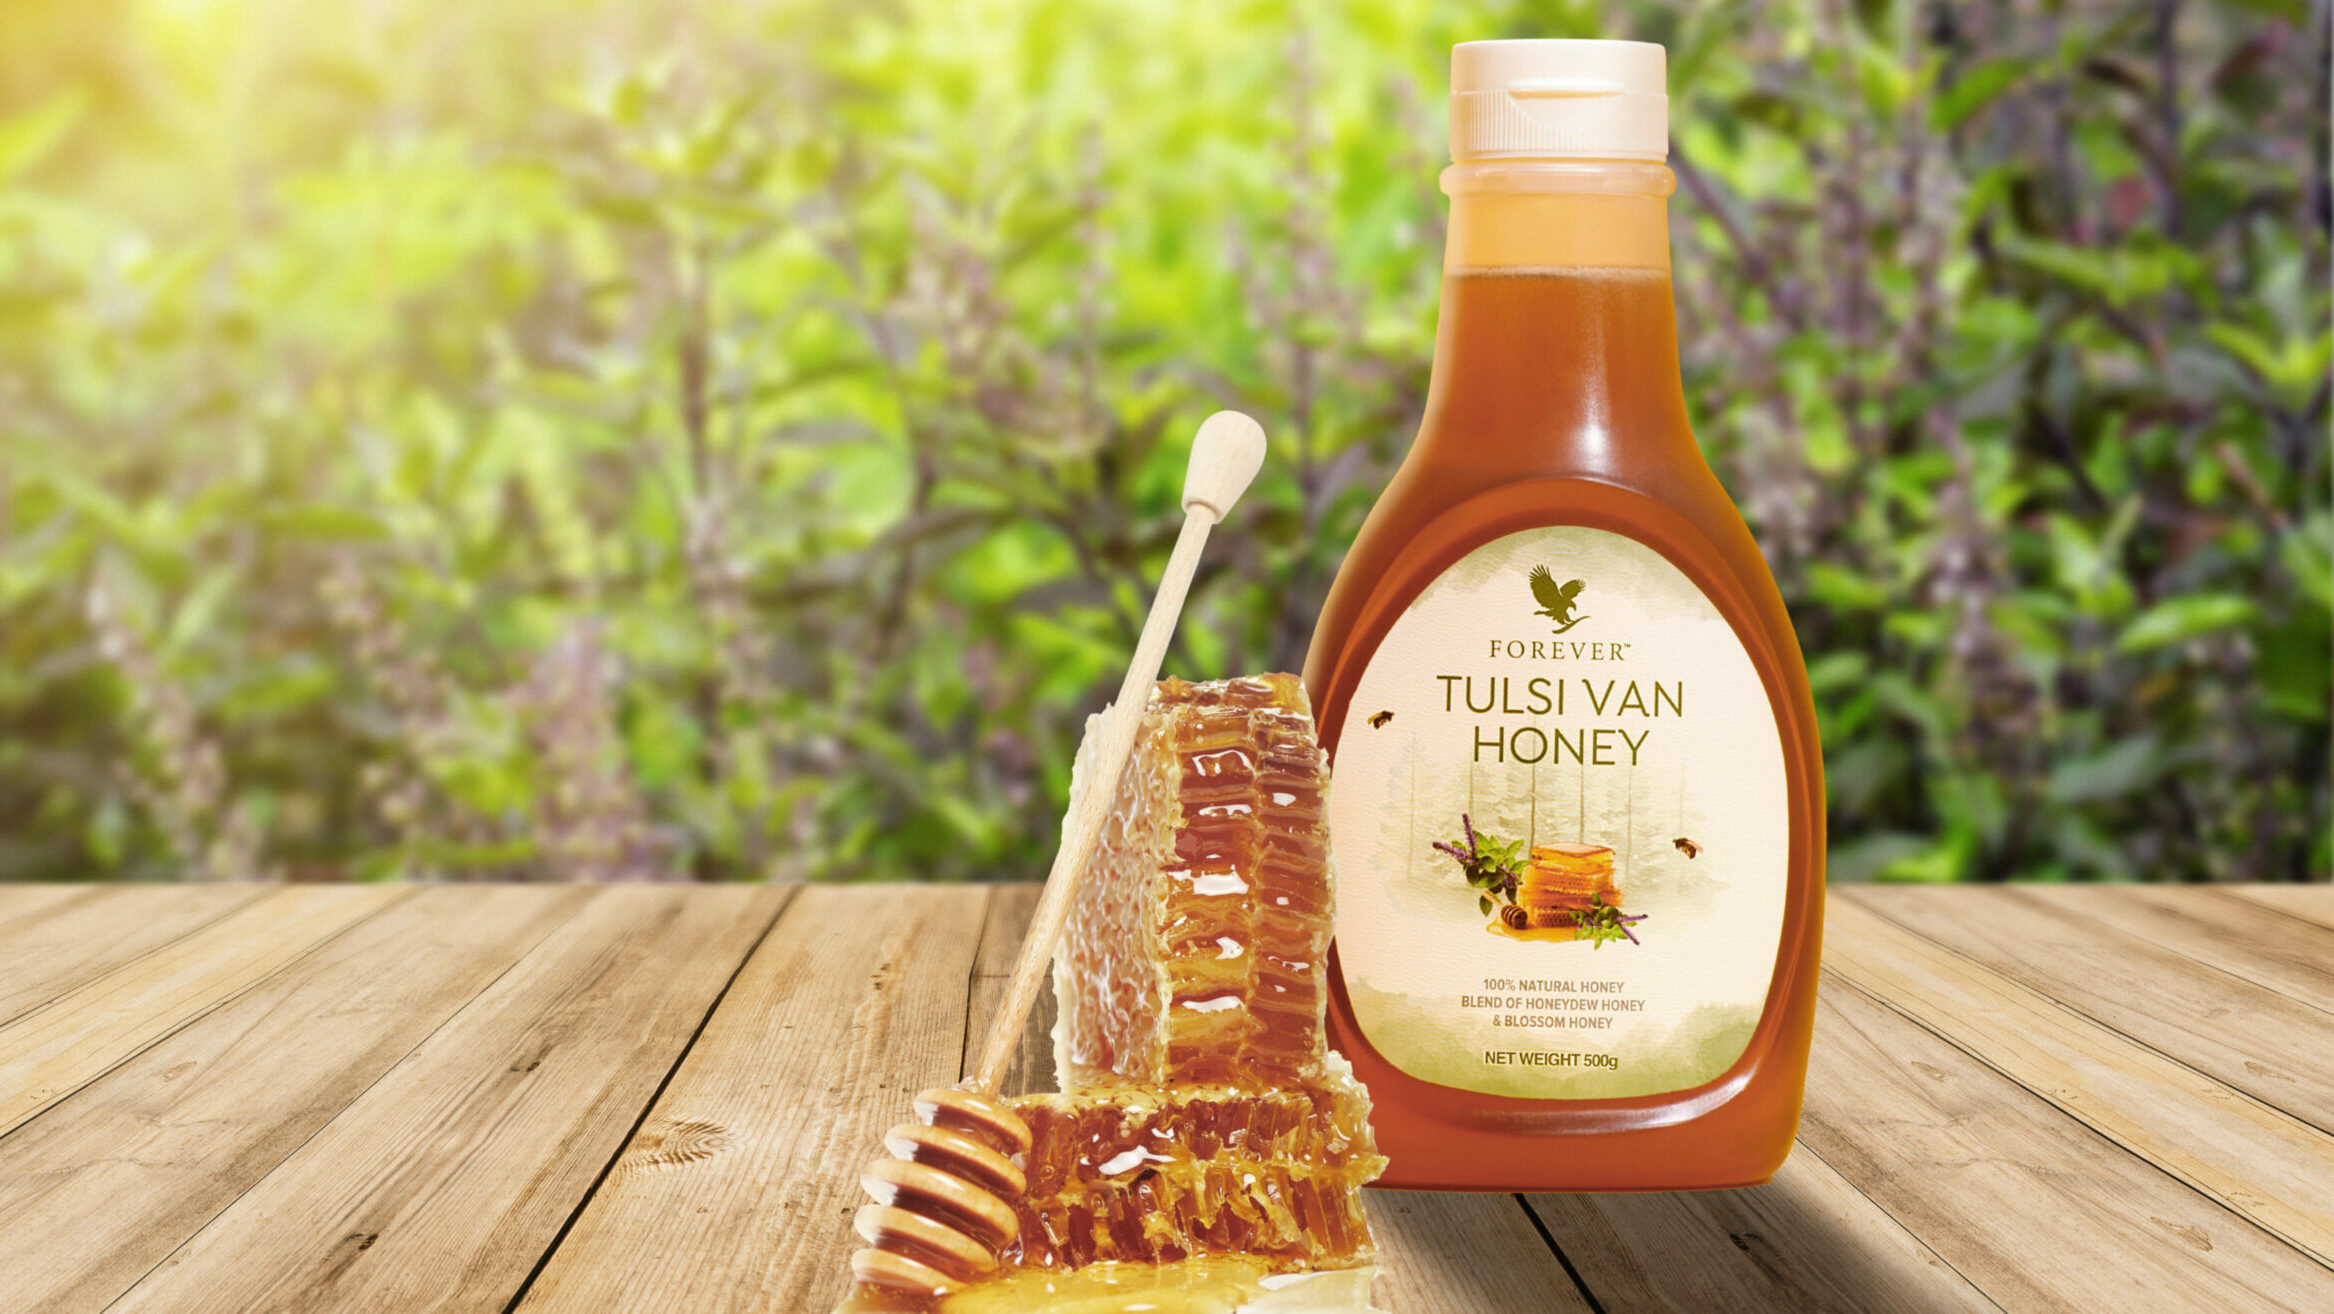 FOREVER™
TULSI VAN
HONEY
100% NATURAL HONEY
BLEND OF HONEYDEW HONEY
& BLOSSOM HONEY
NET WEIGHT 500g